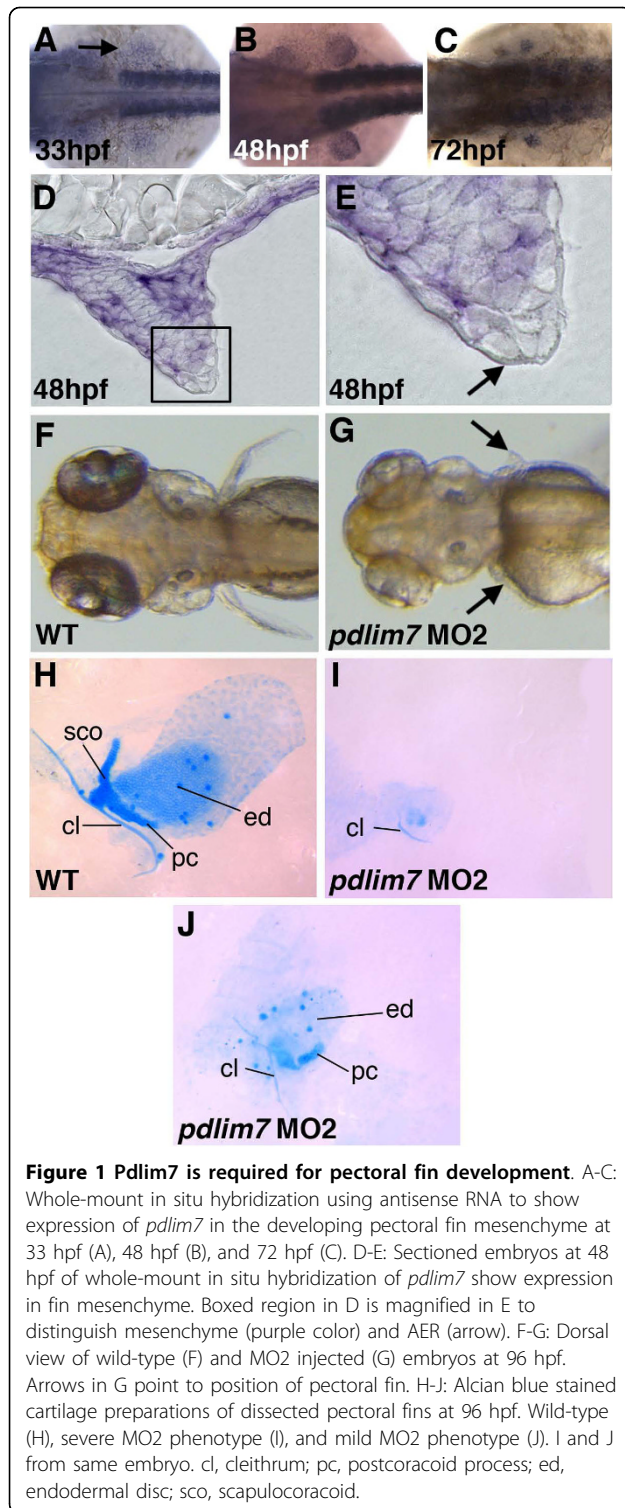 A
33hpf
B
48hpf
C
72hpf
D
48hpf
E
48hpf
F
WT
G
pdlim7 MO2
H
sco
cl
pc
ed
WT
I
cl
pdlim7 MO2
J
ed
cl
pc
pdlim7 MO2
Figure 1 Pdlim7 is required for pectoral fin development. A-C:
Whole-mount in situ hybridization using antisense RNA to show
expression of pdlim7 in the developing pectoral fin mesenchyme at
33 hpf (A), 48 hpf (B), and 72 hpf (C). D-E: Sectioned embryos at 48
hpf of whole-mount in situ hybridization of pdlim7 show expression
in fin mesenchyme. Boxed region in D is magnified in E to
distinguish mesenchyme (purple color) and AER (arrow). F-G: Dorsal
view of wild-type (F) and MO2 injected (G) embryos at 96 hpf.
Arrows in G point to position of pectoral fin. H-J: Alcian blue stained
cartilage preparations of dissected pectoral fins at 96 hpf. Wild-type
(H), severe MO2 phenotype (I), and mild MO2 phenotype (J). I and J
from same embryo. cl, cleithrum; pc, postcoracoid process; ed,
endodermal disc; sco, scapulocoracoid.